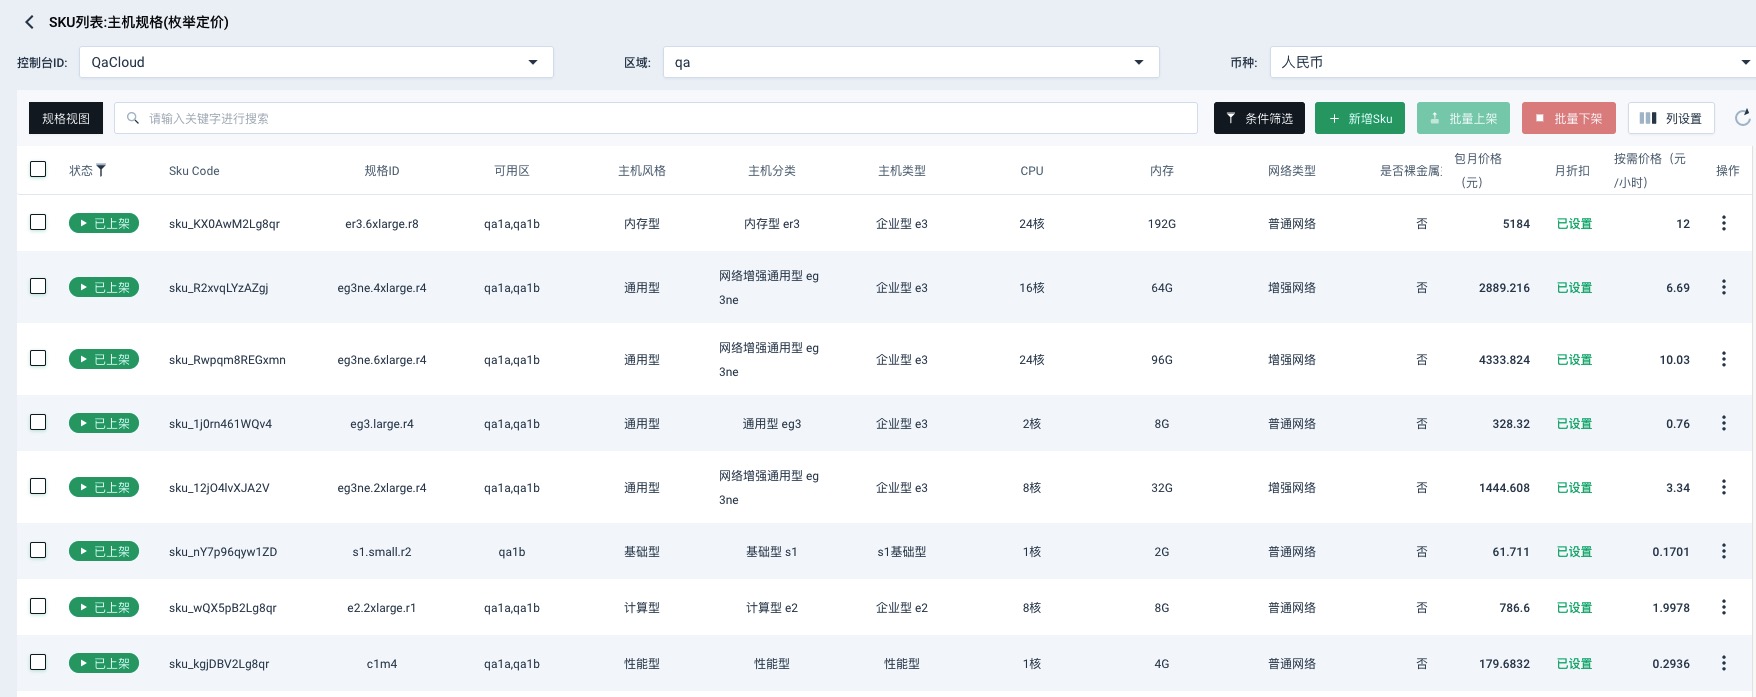 SKU列表:主机规格(枚举定价)
控制台ID: QaCloud 区域: qa 币种: 人民币
规格视图 请输入关键字进行搜索 条件筛选 新增Sku 批量上架 批量下架 列设置
状态 Sku Code 规格ID 可用区 主机风格 主机分类 主机类型 CPU 内存 网络类型 是否裸金属 包月价格（元） 月折扣 按需价格（元/小时） 操作
已上架 sku_KX0AwM2Lg8qr er3.6xlarge.r8 qa1a,qa1b 内存型 内存型 er3 企业型 e3 24核 192G 普通网络 否 5184 已设置 12
已上架 sku_R2xvqLYzAZgj eg3ne.4xlarge.r4 qa1a,qa1b 通用型 网络增强通用型 eg3ne 企业型 e3 16核 64G 增强网络 否 2889.216 已设置 6.69
已上架 sku_Rwpqm8REGxmn eg3ne.6xlarge.r4 qa1a,qa1b 通用型 网络增强通用型 eg3ne 企业型 e3 24核 96G 增强网络 否 4333.824 已设置 10.03
已上架 sku_1j0rn461WQv4 eg3.large.r4 qa1a,qa1b 通用型 通用型 eg3 企业型 e3 2核 8G 普通网络 否 328.32 已设置 0.76
已上架 sku_12jO4lvXJA2V eg3ne.2xlarge.r4 qa1a,qa1b 通用型 网络增强通用型 eg3ne 企业型 e3 8核 32G 增强网络 否 1444.608 已设置 3.34
已上架 sku_nY7p96qyw1ZD s1.small.r2 qa1b 基础型 基础型 s1 s1基础型 1核 2G 普通网络 否 61.711 已设置 0.1701
已上架 sku_wQX5pB2Lg8qr e2.2xlarge.r1 qa1a,qa1b 计算型 计算型 e2 企业型 e2 8核 8G 普通网络 否 786.6 已设置 1.9978
已上架 sku_kgjDBV2Lg8qr c1m4 qa1a,qa1b 性能型 性能型 性能型 1核 4G 普通网络 否 179.6832 已设置 0.2936